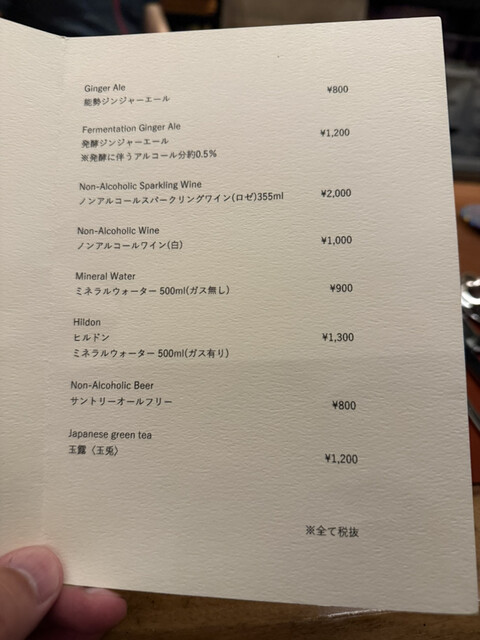 Ginger Ale
能勢ジンジャーエール ¥800
Fermentation Ginger Ale
発酵ジンジャーエール ¥1,200
※発酵に伴うアルコール分約0.5%
Non-Alcoholic Sparkling Wine
ノンアルコールスパークリングワイン(ロゼ)355ml ¥2,000
Non-Alcoholic Wine
ノンアルコールワイン(白) ¥1,000
Mineral Water
ミネラルウォーター 500ml(ガス無し) ¥900
Hildon
ヒルドン ¥1,300
ミネラルウォーター 500ml(ガス有り)
Non-Alcoholic Beer
サントリーオールフリー ¥800
Japanese green tea
玉露〈玉兎〉 ¥1,200
※全て税抜